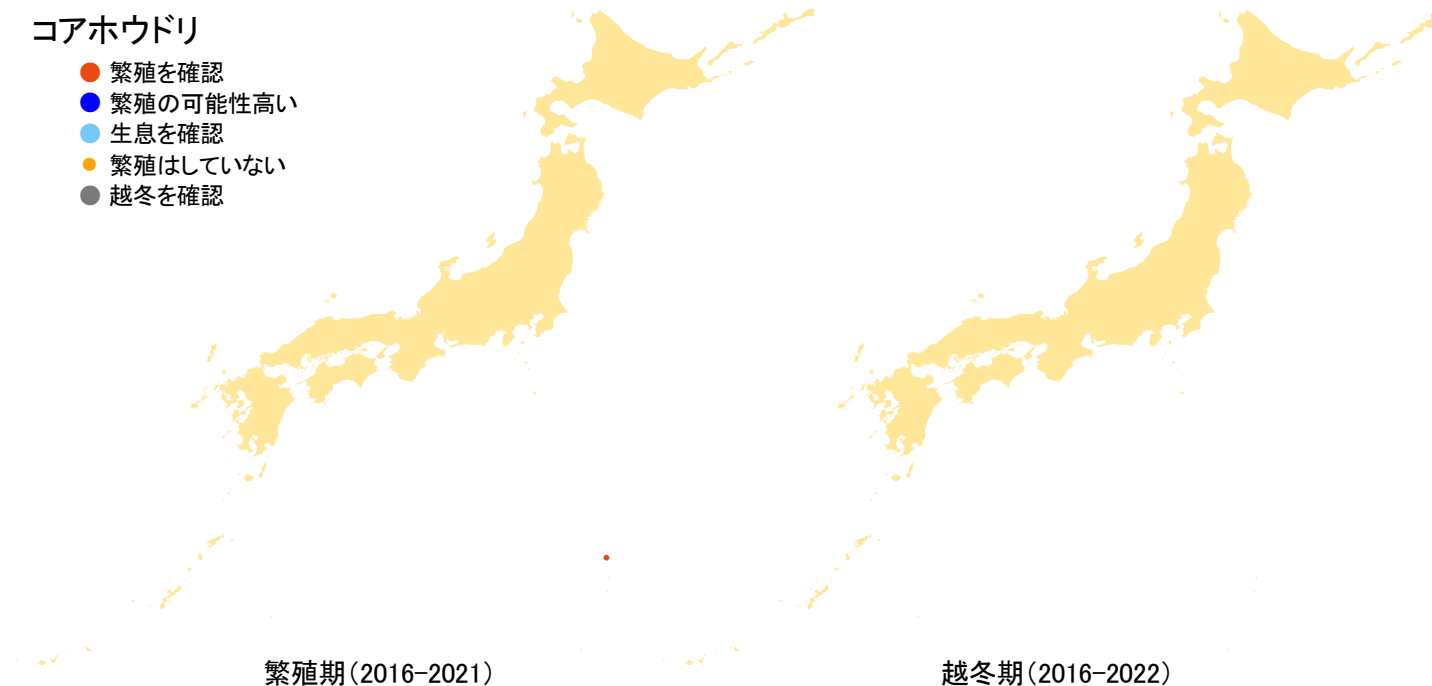 コアホウドリ
繁殖を確認
繁殖の可能性高い
生息を確認
繁殖はしていない
越冬を確認
繁殖期(2016-2021)
越冬期(2016-2022)